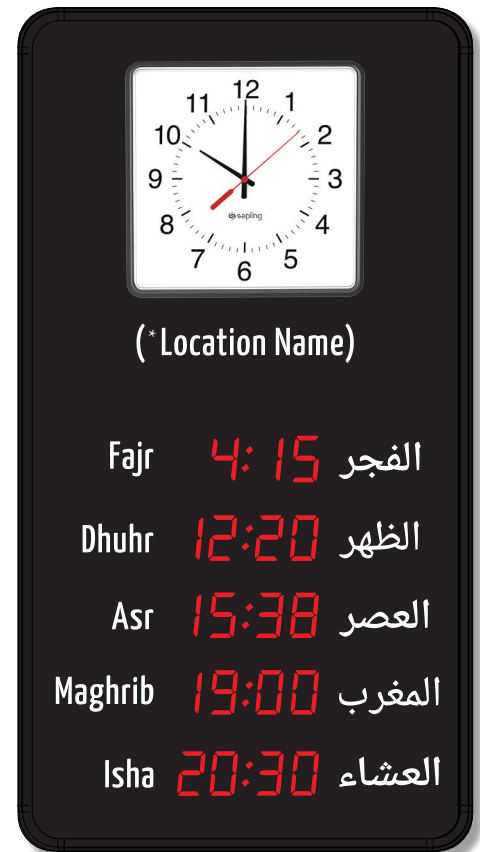 12
11 1
10 2
9 3
8 4
sapling
7 5
6
(*Location Name)
Fajr 4:15 الفجر
Dhuhr 12:20 الظهر
Asr 15:38 العصر
Maghrib 19:00 المغرب
Isha 20:30 العشاء